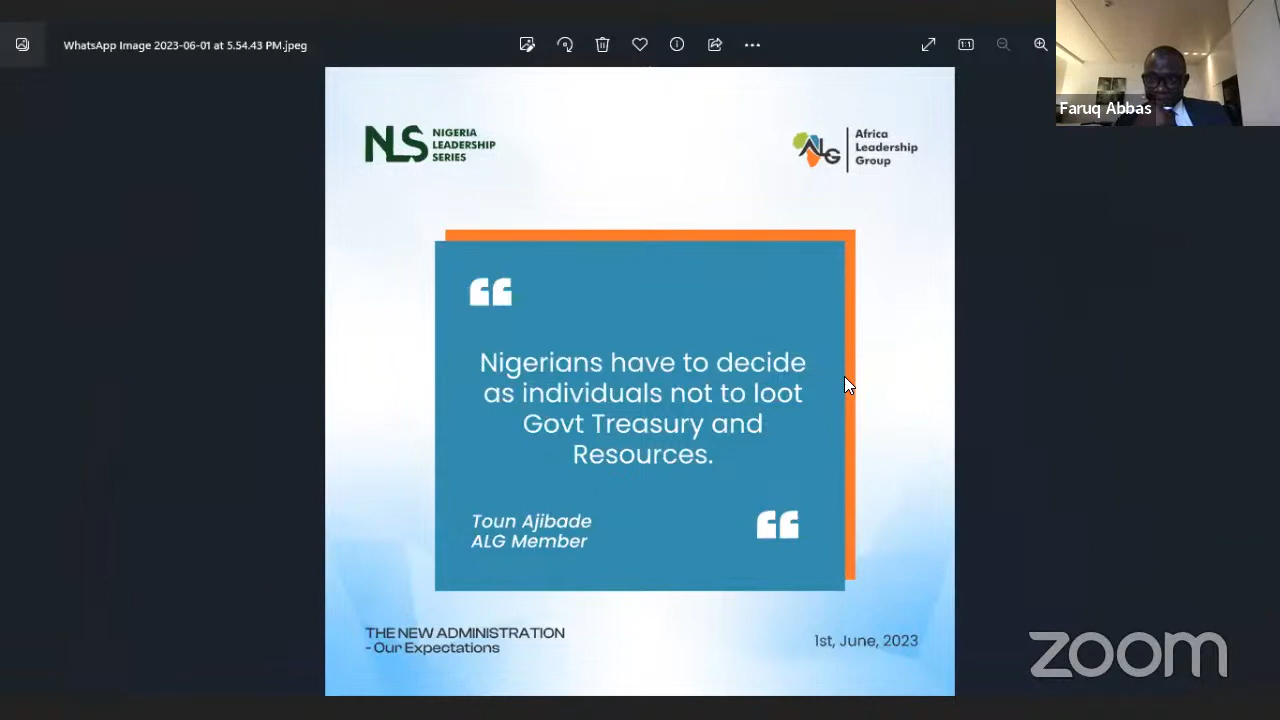 WhatsApp Image 2023-06-01 at 5.54.43 PM.jpeg
1:1
Faruq Abbas
NLS NIGERIA
LEADERSHIP
SERIES
ALG Africa
Leadership
Group
“
Nigerians have to decide
as individuals not to loot
Govt Treasury and
Resources.
Toun Ajibade
ALG Member
“
THE NEW ADMINISTRATION
- Our Expectations
1st, June, 2023
zoom